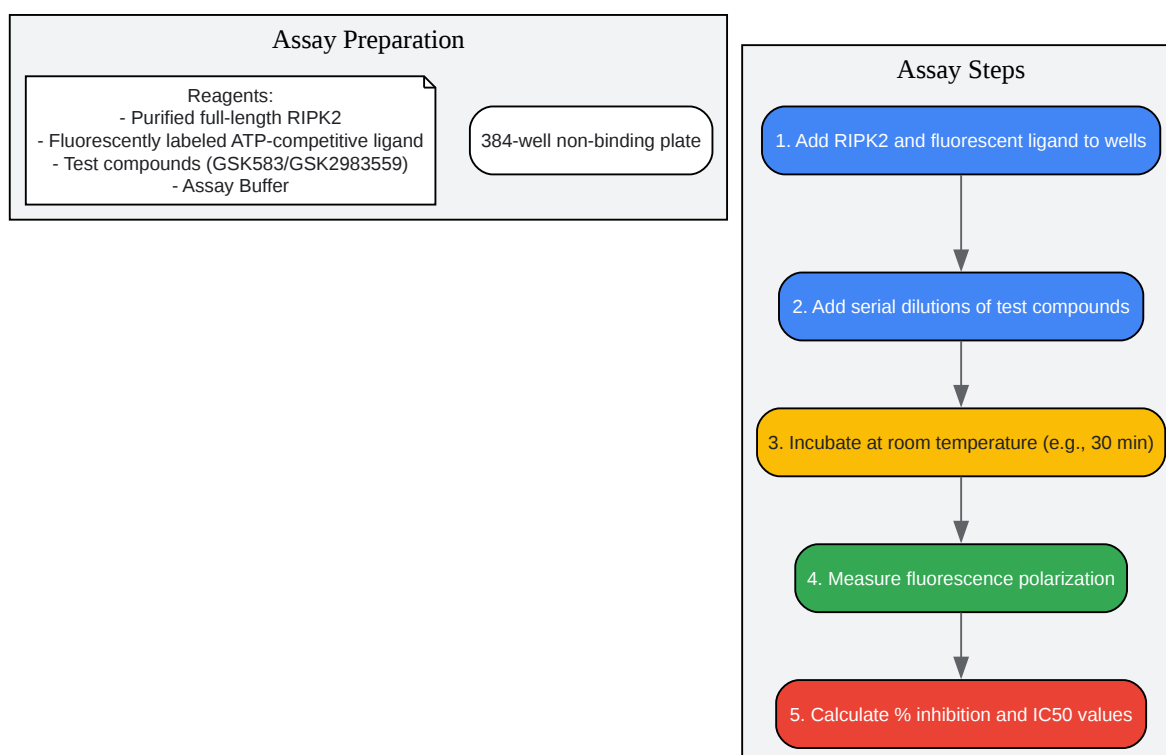 Assay Preparation
Reagents:
- Purified full-length RIPK2
- Fluorescently labeled ATP-competitive ligand
- Test compounds (GSK583/GSK2983559)
- Assay Buffer
384-well non-binding plate
Assay Steps
1. Add RIPK2 and fluorescent ligand to wells
2. Add serial dilutions of test compounds
3. Incubate at room temperature (e.g., 30 min)
4. Measure fluorescence polarization
5. Calculate % inhibition and IC50 values